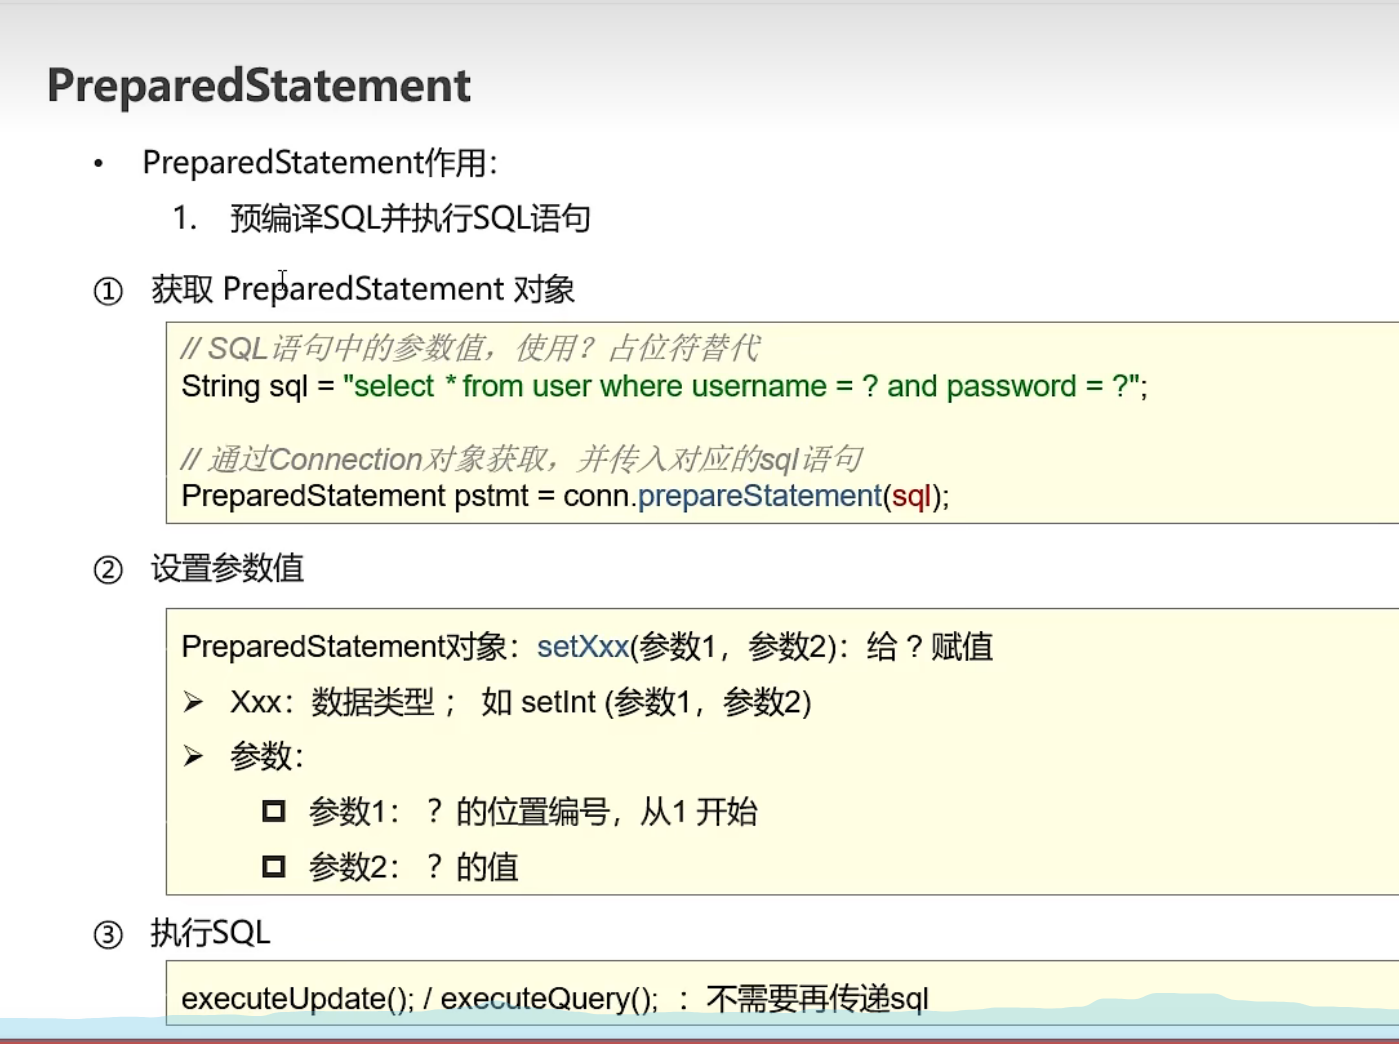 PreparedStatement
• PreparedStatement作用：
1. 预编译SQL并执行SQL语句
① 获取 PreparedStatement 对象
// SQL语句中的参数值，使用？占位符替代
String sql = "select * from user where username = ? and password = ?";
// 通过Connection对象获取，并传入对应的sql语句
PreparedStatement pstmt = conn.prepareStatement(sql);
② 设置参数值
PreparedStatement对象：setXxx(参数1，参数2)：给 ? 赋值
➢ Xxx：数据类型 ； 如 setInt (参数1，参数2)
➢ 参数：
参数1： ？的位置编号，从1 开始
参数2： ？的值
③ 执行SQL
executeUpdate(); / executeQuery(); ：不需要再传递sql